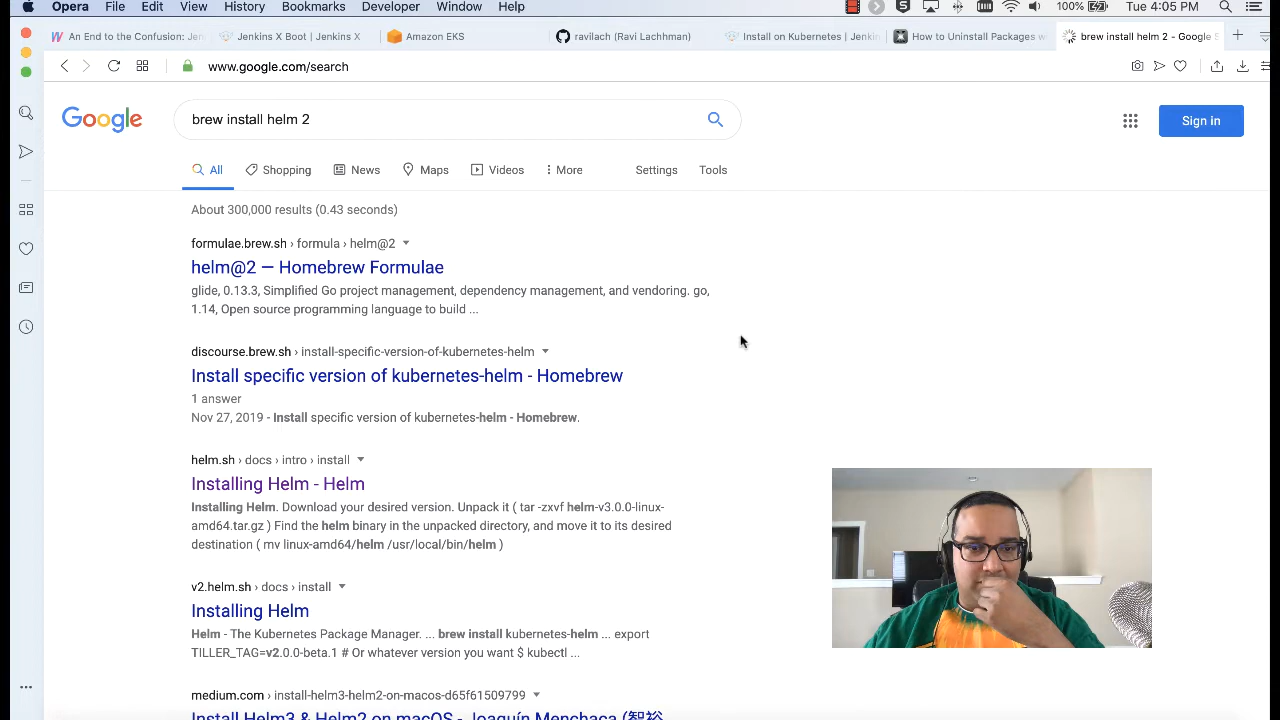 Opera File Edit View History Bookmarks Developer Window Help 100% Tue 4:05 PM
An End to the Confusion: Jen
Jenkins X Boot | Jenkins X
Amazon EKS
ravilach (Ravi Lachhman)
Install on Kubernetes | Jenkin
How to Uninstall Packages w
brew install helm 2 - Google S
www.google.com/search
Google
brew install helm 2
Sign in
All Shopping News Maps Videos More Settings Tools
About 300,000 results (0.43 seconds)
formulae.brew.sh › formula › helm@2
helm@2 — Homebrew Formulae
glide, 0.13.3, Simplified Go project management, dependency management, and vendoring. go,
1.14, Open source programming language to build ...
discourse.brew.sh › install-specific-version-of-kubernetes-helm
Install specific version of kubernetes-helm - Homebrew
1 answer
Nov 27, 2019 - Install specific version of kubernetes-helm - Homebrew.
helm.sh › docs › intro › install
Installing Helm - Helm
Installing Helm. Download your desired version. Unpack it ( tar -zxvf helm-v3.0.0-linux-
amd64.tar.gz ) Find the helm binary in the unpacked directory, and move it to its desired
destination ( mv linux-amd64/helm /usr/local/bin/helm )
v2.helm.sh › docs › install
Installing Helm
Helm - The Kubernetes Package Manager. ... brew install kubernetes-helm ... export
TILLER_TAG=v2.0.0-beta.1 # Or whatever version you want $ kubectl ...
medium.com › install-helm3-helm2-on-macos-d65f61509799
Install Helm3 & Helm2 on macOS - Joaquín Menchaca (智裕